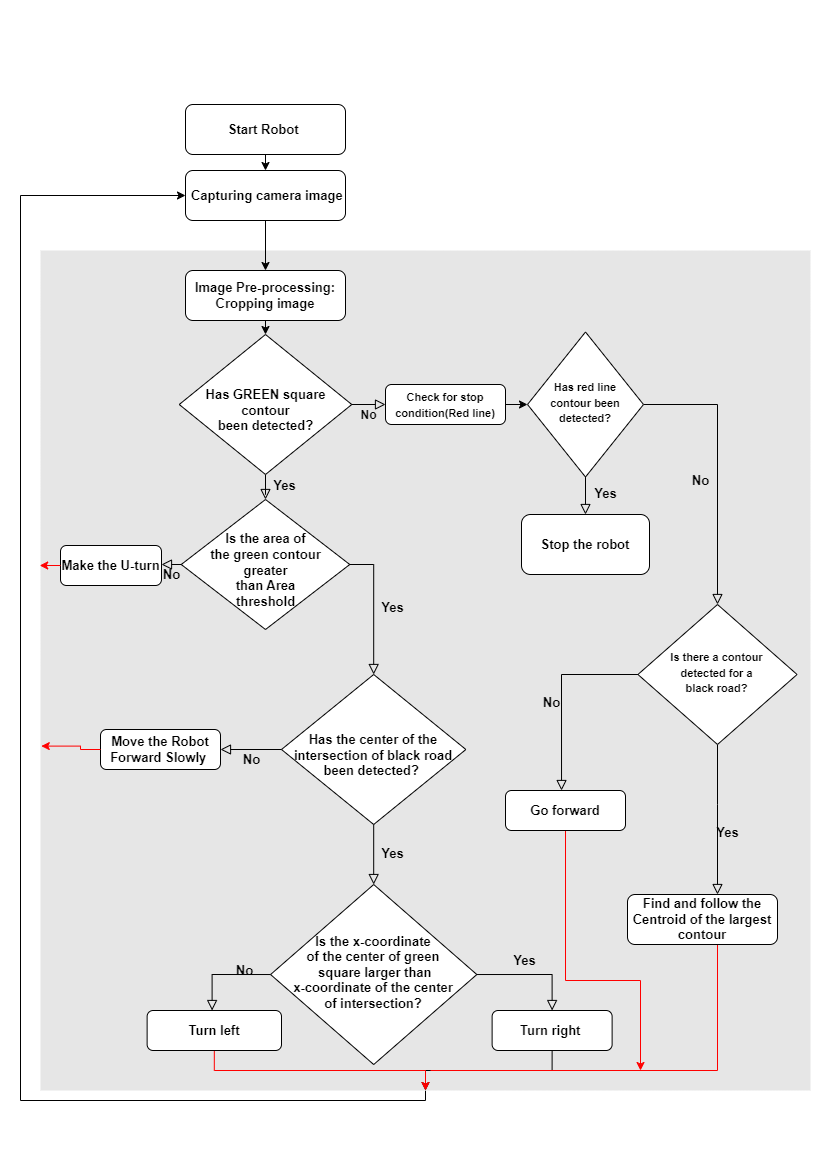 Start Robot
Capturing camera image
Image Pre-processing:
Cropping image
Has GREEN square
contour
been detected?
No
Check for stop
condition(Red line)
Has red line
contour been
detected?
No
Yes
Yes
Stop the robot
Is the area of
the green contour
greater
than Area
threshold
No
Make the U-turn
Yes
Is there a contour
detected for a
black road?
No
Has the center of the
intersection of black road
been detected?
No
Move the Robot
Forward Slowly
Go forward
Yes
Yes
Find and follow the
Centroid of the largest
contour
Is the x-coordinate
of the center of green
square larger than
x-coordinate of the center
of intersection?
No
Yes
Turn left
Turn right